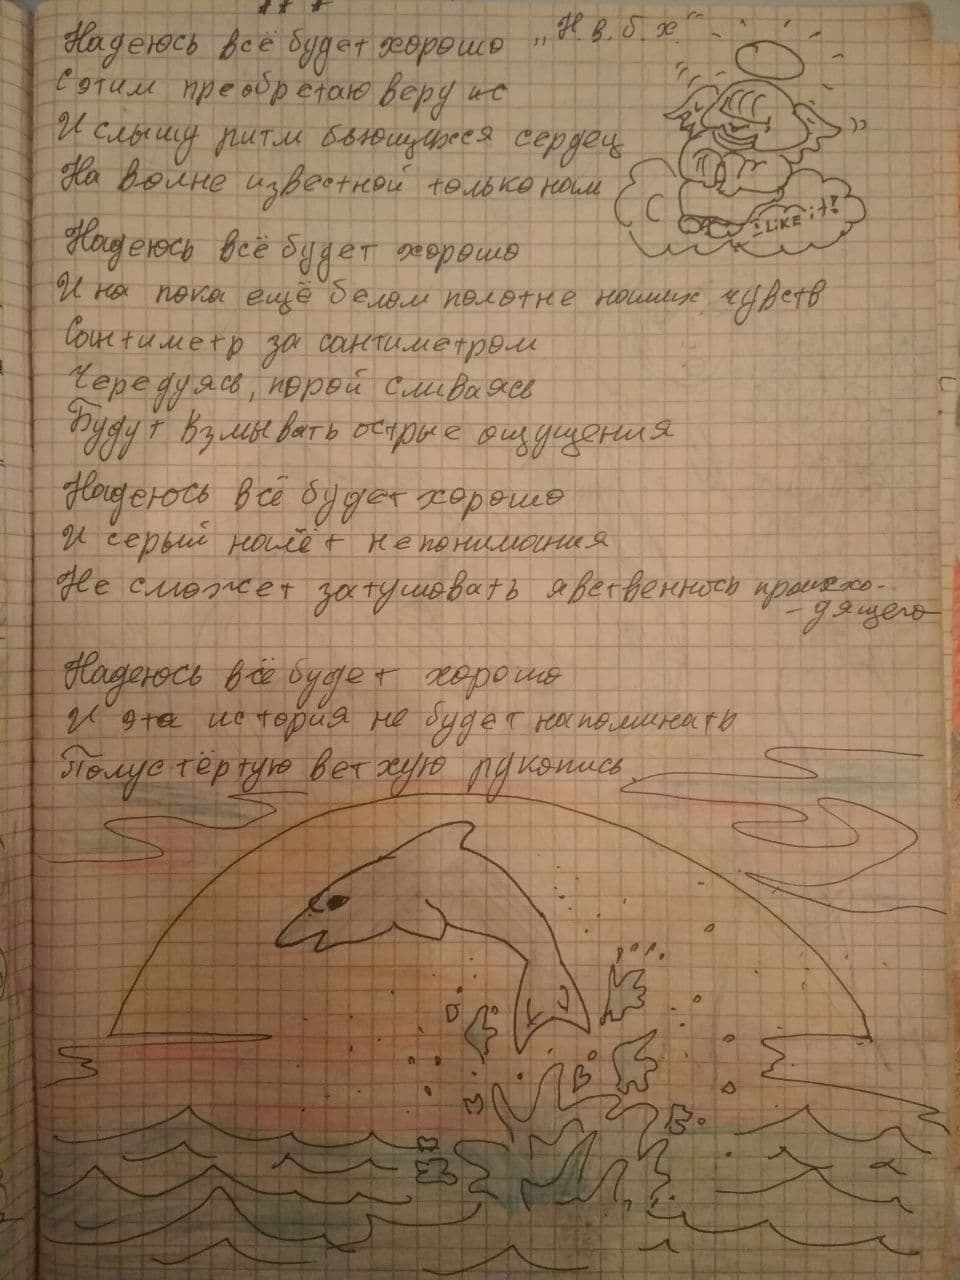 Надеюсь всё будет хорошо „Н.в.б.х."
С этим преобретаю веру
И слышу ритм бьющихся сердец
На волне известной только нам
I LIKE it!
Надеюсь всё будет хорошо
И на пока ещё белом полотне наших чувств
Сантиметр за сантиметром
Чередуясь, порой сливаясь
Будут взмывать острые ощущения
Надеюсь всё будет хорошо
И серый налёт непонимания
Не сможет затушовать явственность происхо-
-дящего
Надеюсь всё будет хорошо
И эта история не будет напоминать
Полустёртую ветхую рукопись